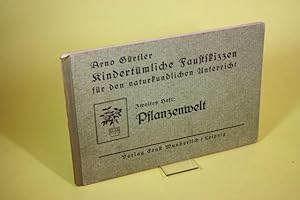 Arno Gürtler
Kindertümliche Faustskizzen
für den naturkundlichen Unterricht
Zweites Heft:
Pflanzenwelt
Verlag Ernst Wunderlich / Leipzig